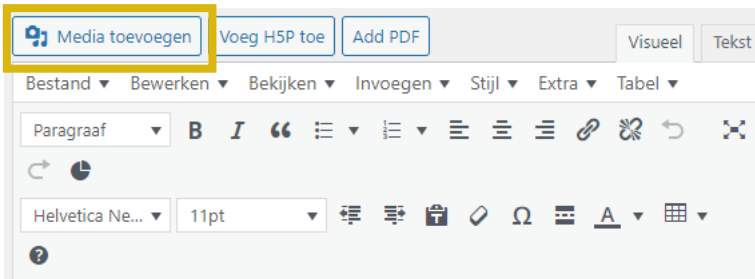 Media toevoegen Voeg H5P toe Add PDF
Visueel Tekst
Bestand Bewerken Bekijken Invoegen Stijl Extra Tabel
Paragraaf B I
Helvetica Ne... 11pt T Ω A
?